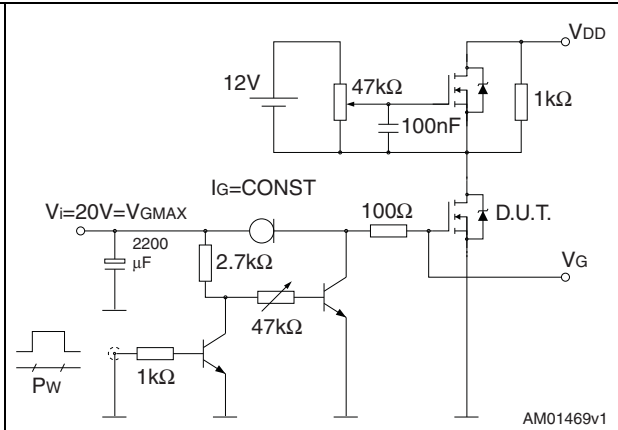 VDD
12V
47kΩ
1kΩ
100nF
IG=CONST
Vi=20V=VGMAX
100Ω
D.U.T.
2200
μF
2.7kΩ
VG
47kΩ
1kΩ
PW
AM01469v1